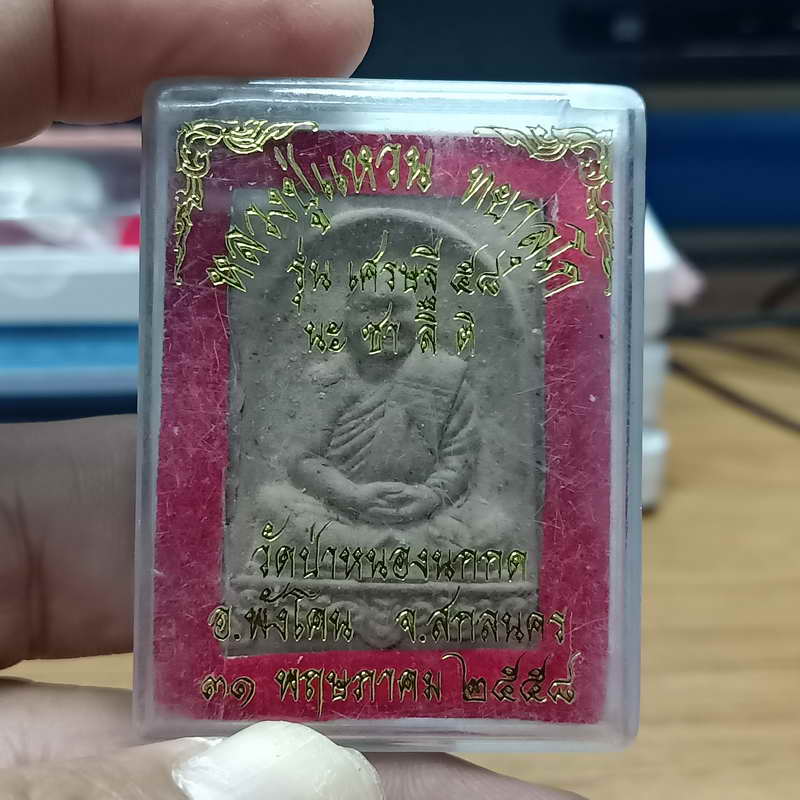 หลวงปู่แหวน ทยาลุโก
รุ่น เศรษฐี ๕๘
นะ ชา ลี ติ
วัดป่าหนองนกกด
อ.พังโคน จ.สกลนคร
๓๑ พฤษภาคม ๒๕๕๘